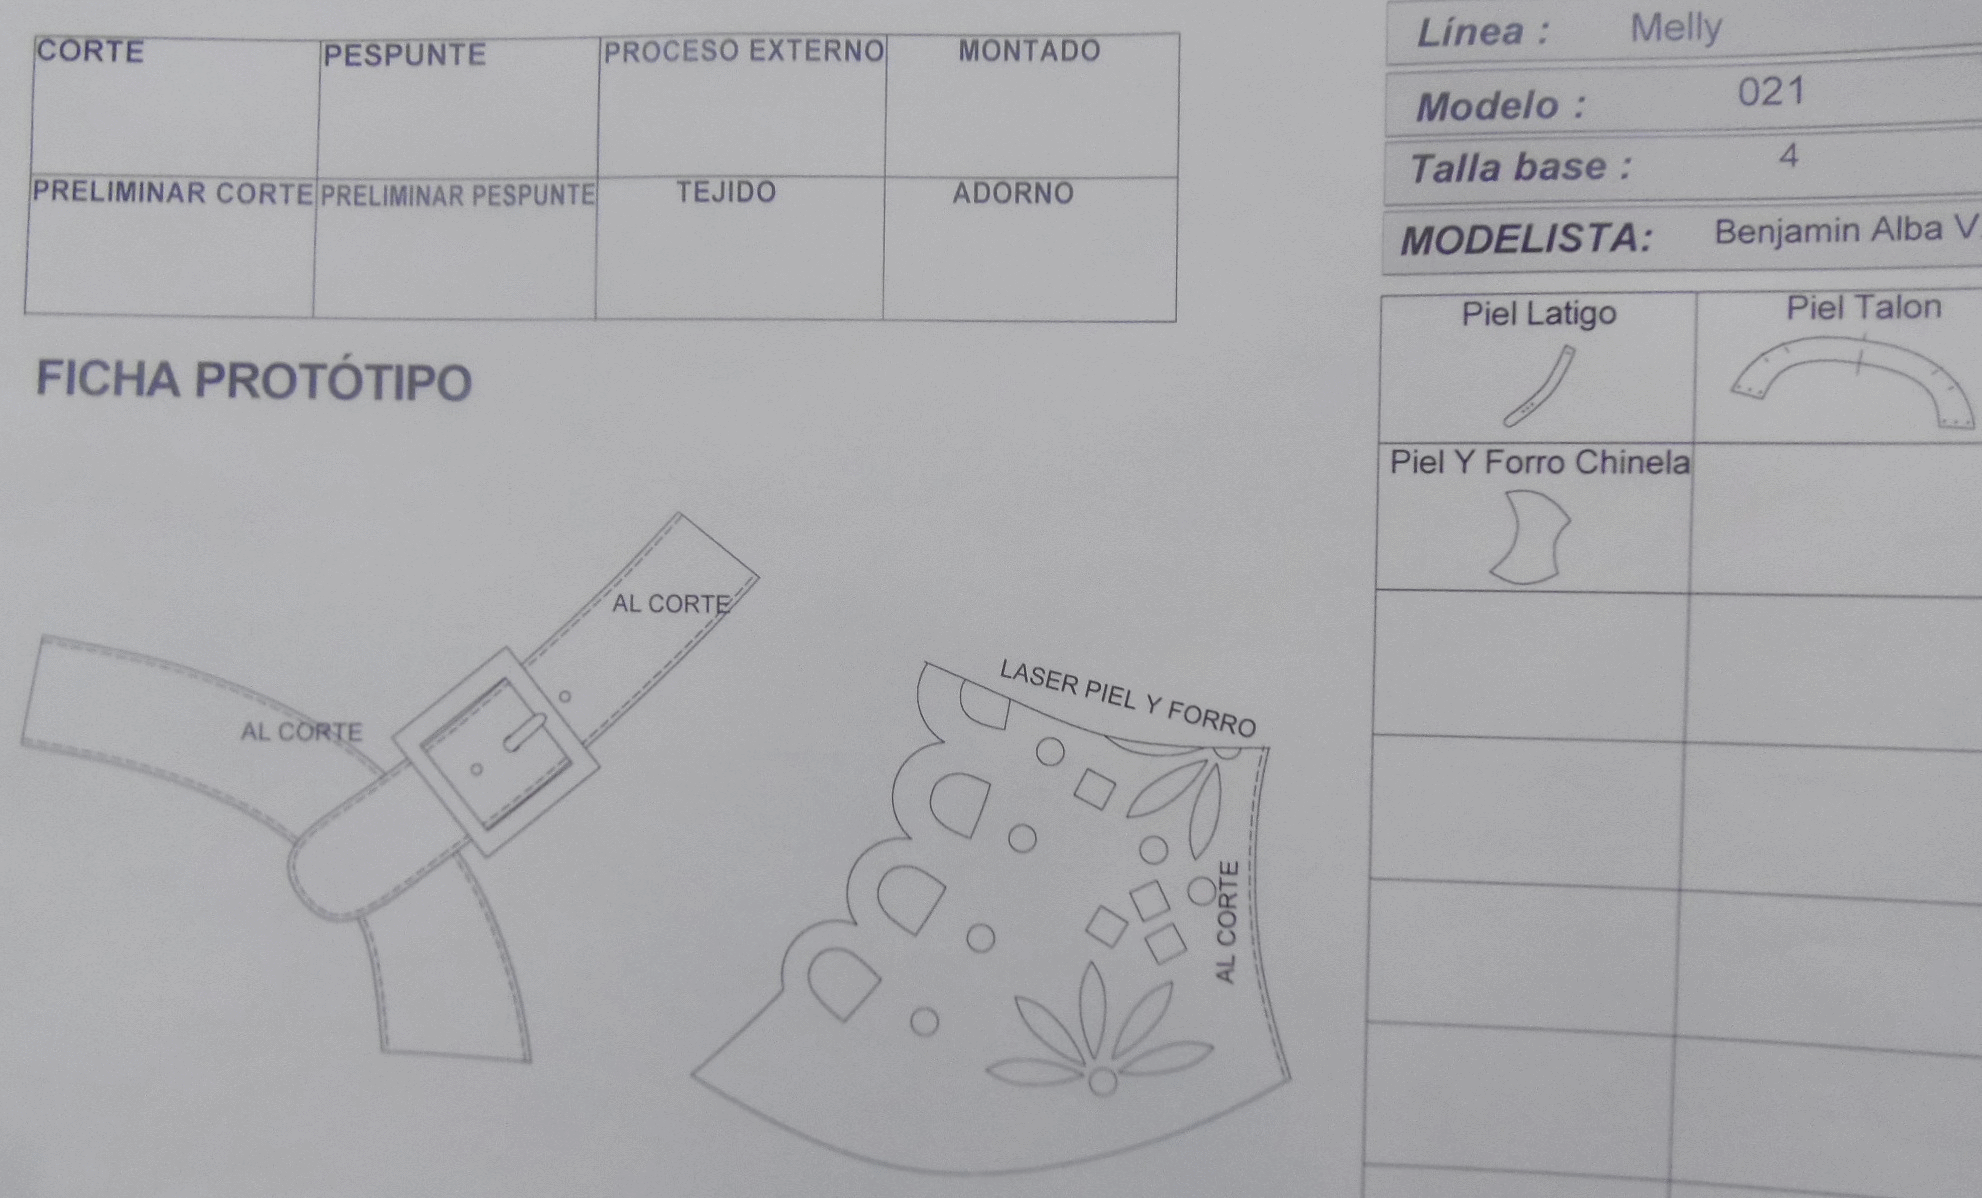 CORTE PESPUNTE PROCESO EXTERNO MONTADO
PRELIMINAR CORTE PRELIMINAR PESPUNTE TEJIDO ADORNO
FICHA PROTÓTIPO
AL CORTE
AL CORTE
LASER PIEL Y FORRO
AL CORTE
Línea : Melly
Modelo : 021
Talla base : 4
MODELISTA: Benjamin Alba V
Piel Latigo Piel Talon
Piel Y Forro Chinela